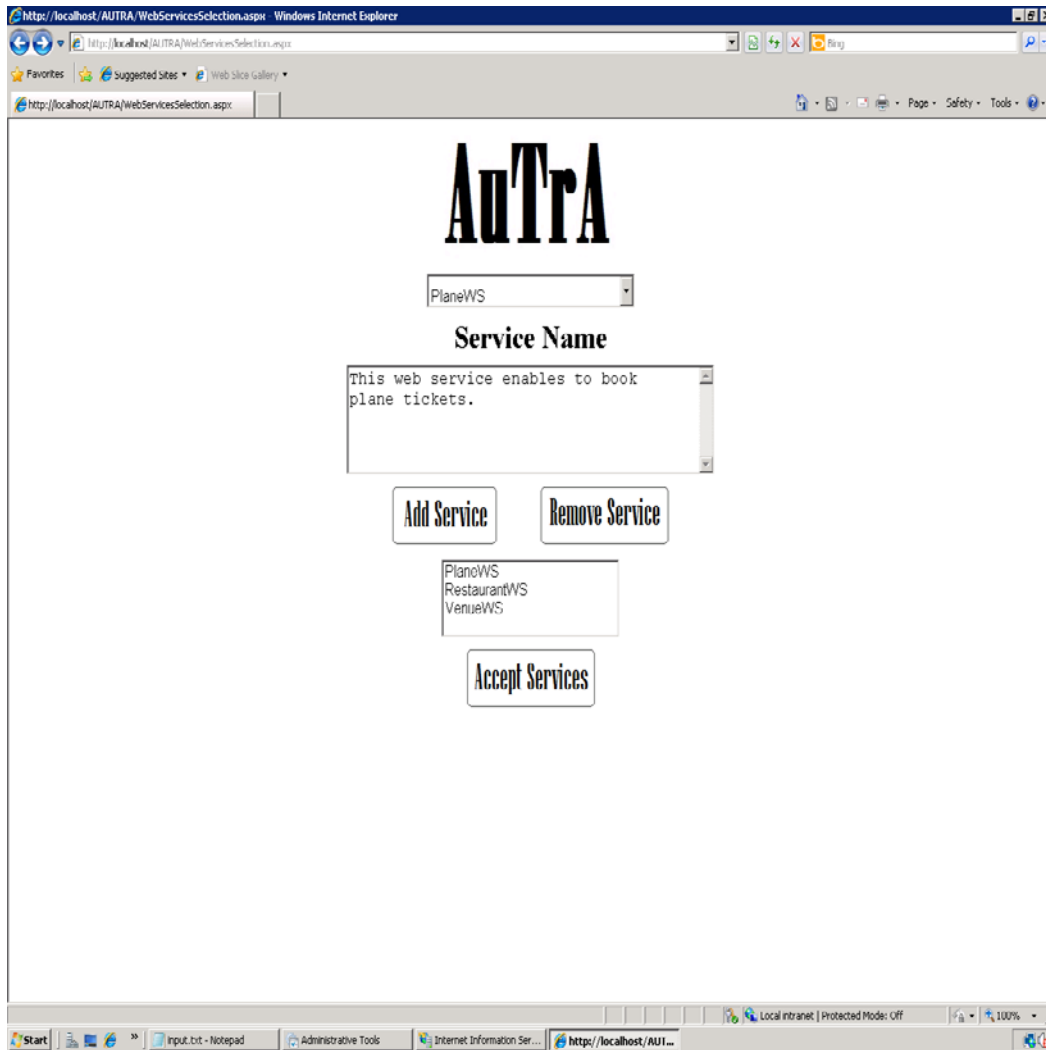 http://localhost/AUTRA/WebServicesSelection.aspx - Windows Internet Explorer
http://localhost/AUTRA/WebServicesSelection.aspx
Bing
Favorites Suggested Sites Web Slice Gallery
http://localhost/AUTRA/WebServicesSelection.aspx
Page Safety Tools
AuTrA
PlaneWS
Service Name
This web service enables to book
plane tickets.
Add Service Remove Service
PlaneWS
RestaurantWS
VenueWS
Accept Services
Local intranet | Protected Mode: Off 100%
Start » input.txt - Notepad Administrative Tools Internet Information Ser... http://localhost/AUT...